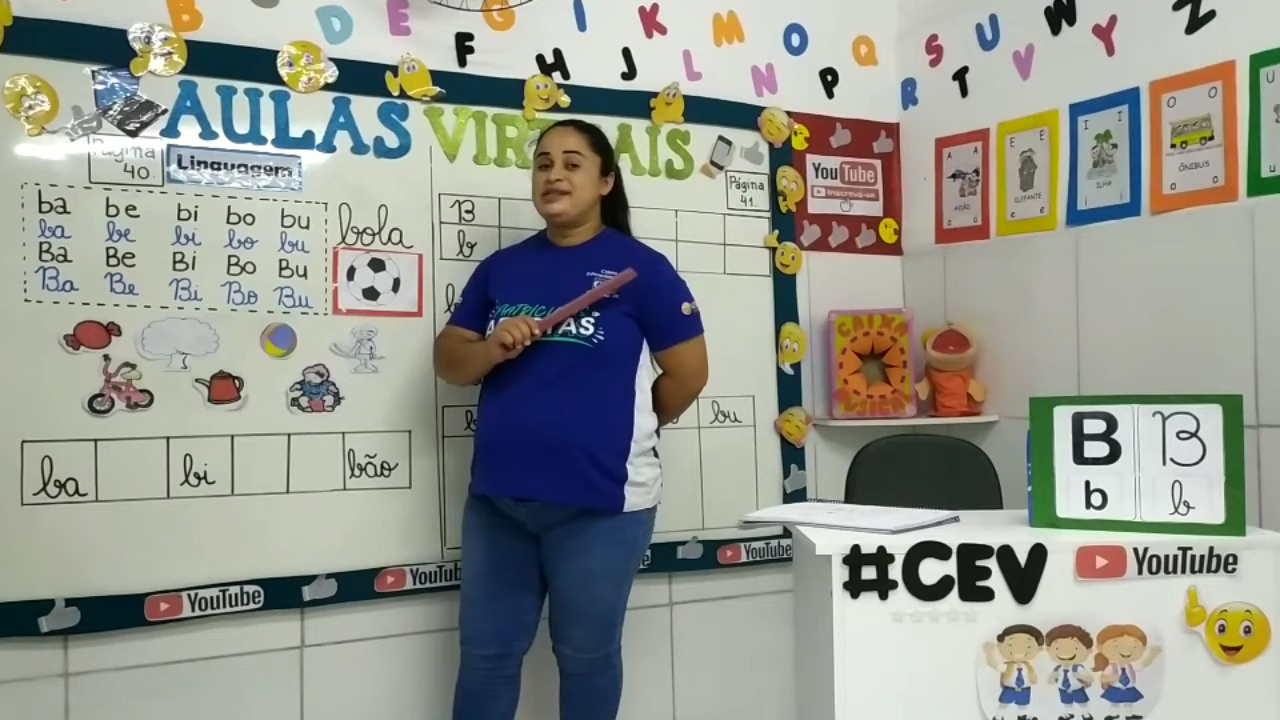 B D E G I K M O Q S U W Y Z
F H J L N P R T V
AULAS VIRTUAIS
Página
40.
Linguagem
ba be bi bo bu
ba be bi bo bu
Ba Be Bi Bo Bu
Ba Be Bi Bo Bu
bola
ba bi bão
Página
41.
B
b
bu
YouTube
Inscreva-se
A A
a a
E E
ELEFANTE
e e
I I
ILHA
i i
O O
ÔNIBUS
o o
U
u
CAIXA
B B
b b
#CEV
YouTube
YouTube
YouTube
YouTube